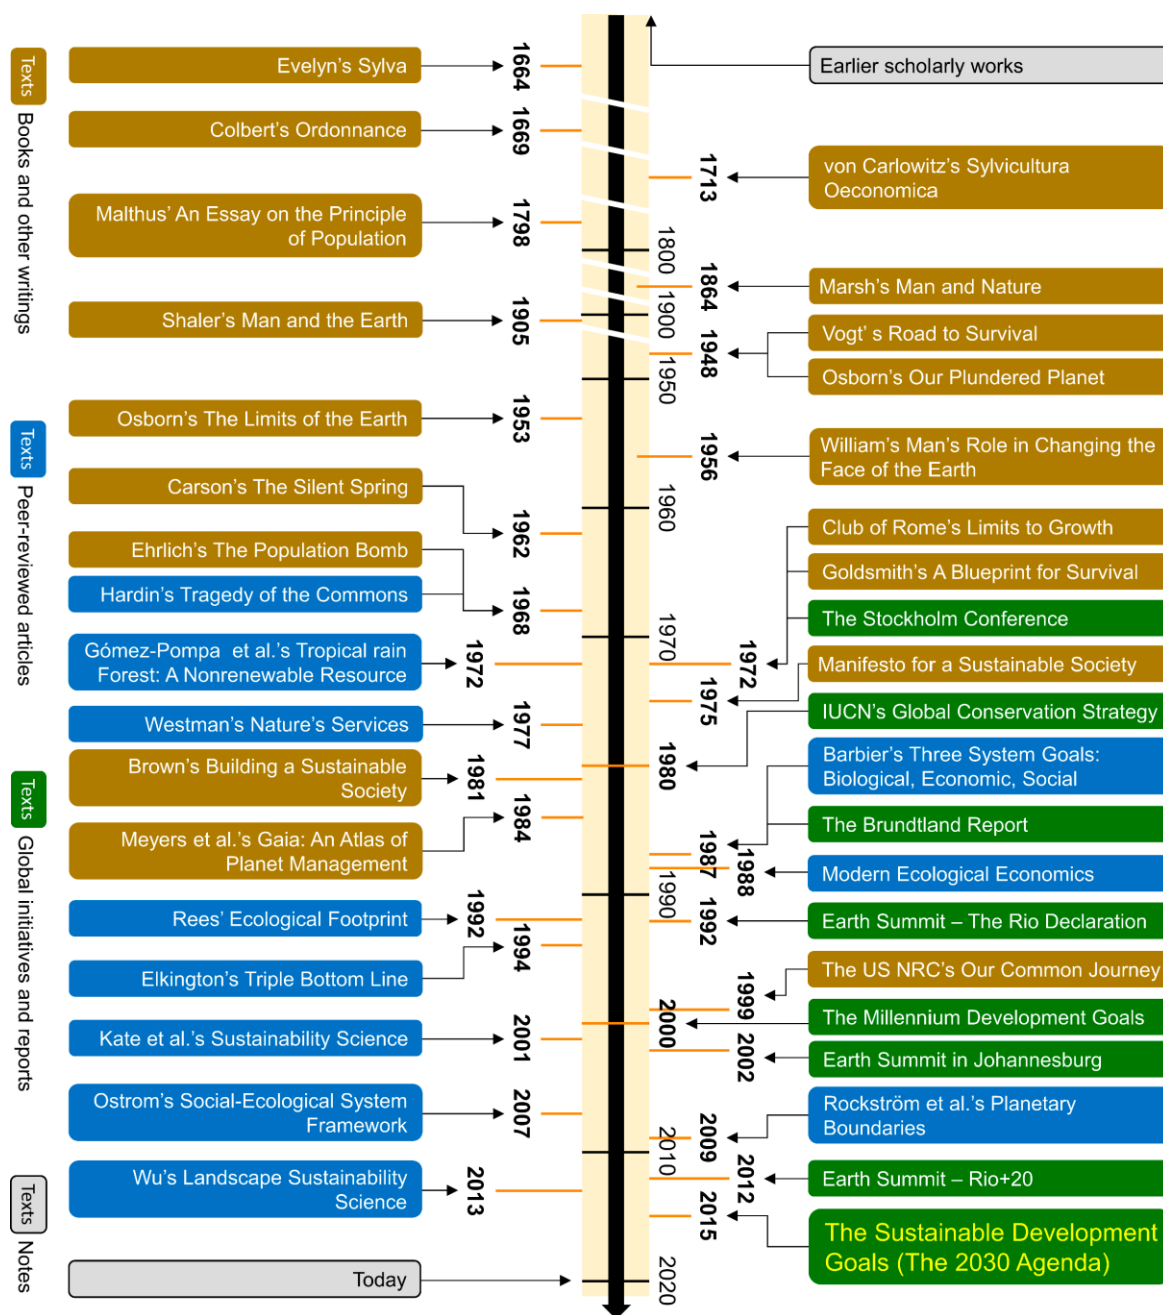 Texts
Books and other writings
Texts
Peer-reviewed articles
Texts
Global initiatives and reports
Texts
Notes
Evelyn's Sylva
1664
Colbert's Ordonnance
1669
Malthus' An Essay on the Principle
of Population
1798
Shaler's Man and the Earth
1905
Osborn's The Limits of the Earth
1953
Carson's The Silent Spring
1962
Ehrlich's The Population Bomb
Hardin's Tragedy of the Commons
1968
Gómez-Pompa et al.'s Tropical rain
Forest: A Nonrenewable Resource
1972
Westman's Nature's Services
1977
Brown's Building a Sustainable
Society
1981
Meyers et al.'s Gaia: An Atlas of
Planet Management
1984
Rees' Ecological Footprint
1992
Elkington's Triple Bottom Line
1994
Kate et al.'s Sustainability Science
2001
Ostrom's Social-Ecological System
Framework
2007
Wu's Landscape Sustainability
Science
2013
Today
1800
1900
1950
1960
1970
1980
1990
2000
2010
2020
Earlier scholarly works
1713
von Carlowitz's Sylvicultura
Oeconomica
1864
Marsh's Man and Nature
1948
Vogt' s Road to Survival
Osborn's Our Plundered Planet
1956
William's Man's Role in Changing the
Face of the Earth
1972
Club of Rome's Limits to Growth
Goldsmith's A Blueprint for Survival
The Stockholm Conference
1975
Manifesto for a Sustainable Society
IUCN's Global Conservation Strategy
1987
Barbier's Three System Goals:
Biological, Economic, Social
The Brundtland Report
1988
Modern Ecological Economics
1992
Earth Summit – The Rio Declaration
1999
The US NRC's Our Common Journey
The Millennium Development Goals
2002
Earth Summit in Johannesburg
2009
Rockström et al.'s Planetary
Boundaries
2012
Earth Summit – Rio+20
2015
The Sustainable Development
Goals (The 2030 Agenda)